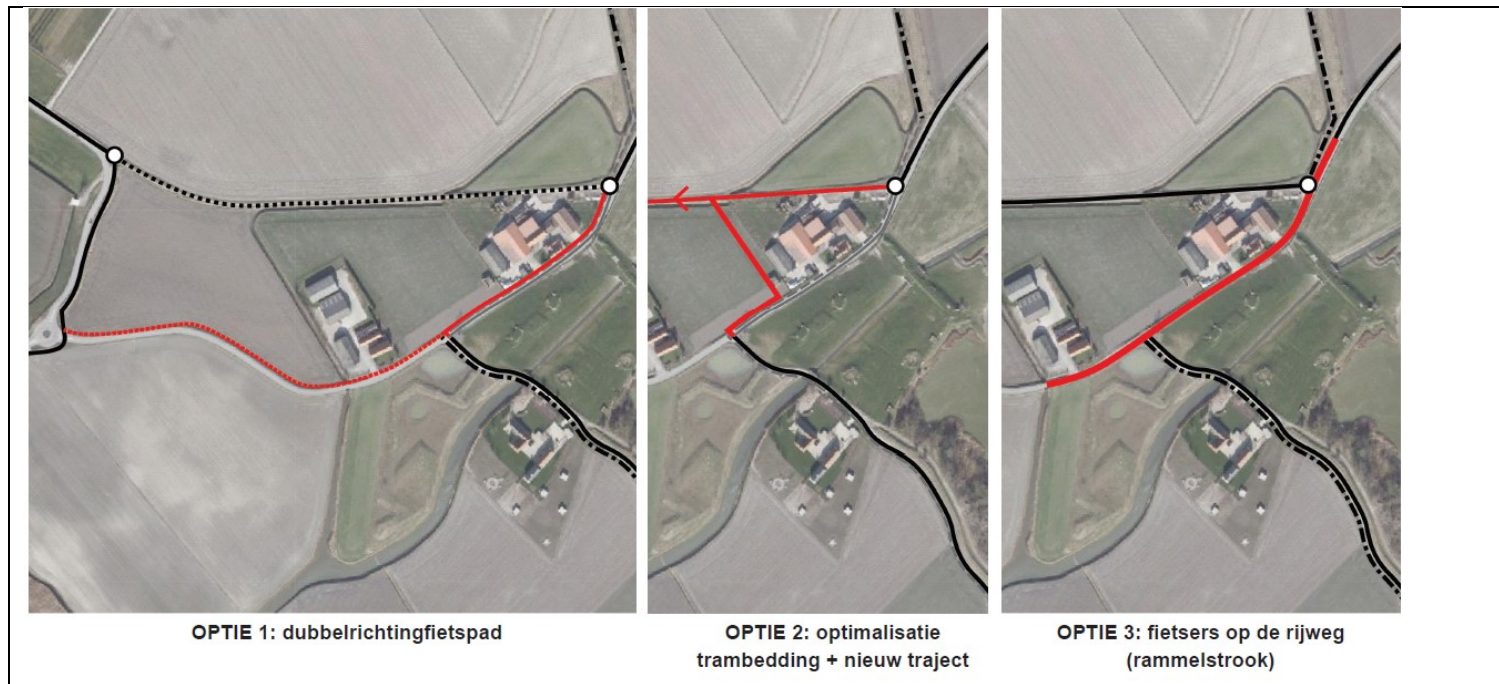 OPTIE 1: dubbelrichtingfietspad
OPTIE 2: optimalisatie
trambedding + nieuw traject
OPTIE 3: fietsers op de rijweg
(rammelstrook)